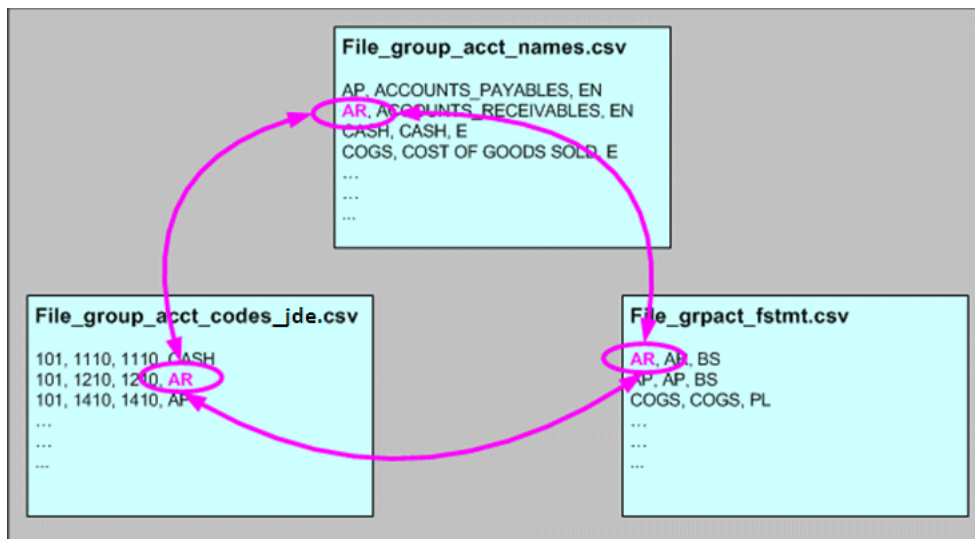 File_group_acct_names.csv
AP, ACCOUNTS_PAYABLES, EN
AR, ACCOUNTS_RECEIVABLES, EN
CASH, CASH, E
COGS, COST OF GOODS SOLD, E
...
...
...
File_group_acct_codes_jde.csv
101, 1110, 1110, CASH
101, 1210, 1210, AR
101, 1410, 1410, AP
...
...
...
File_grpact_fstmt.csv
AR, AR, BS
AP, AP, BS
COGS, COGS, PL
...
...
...